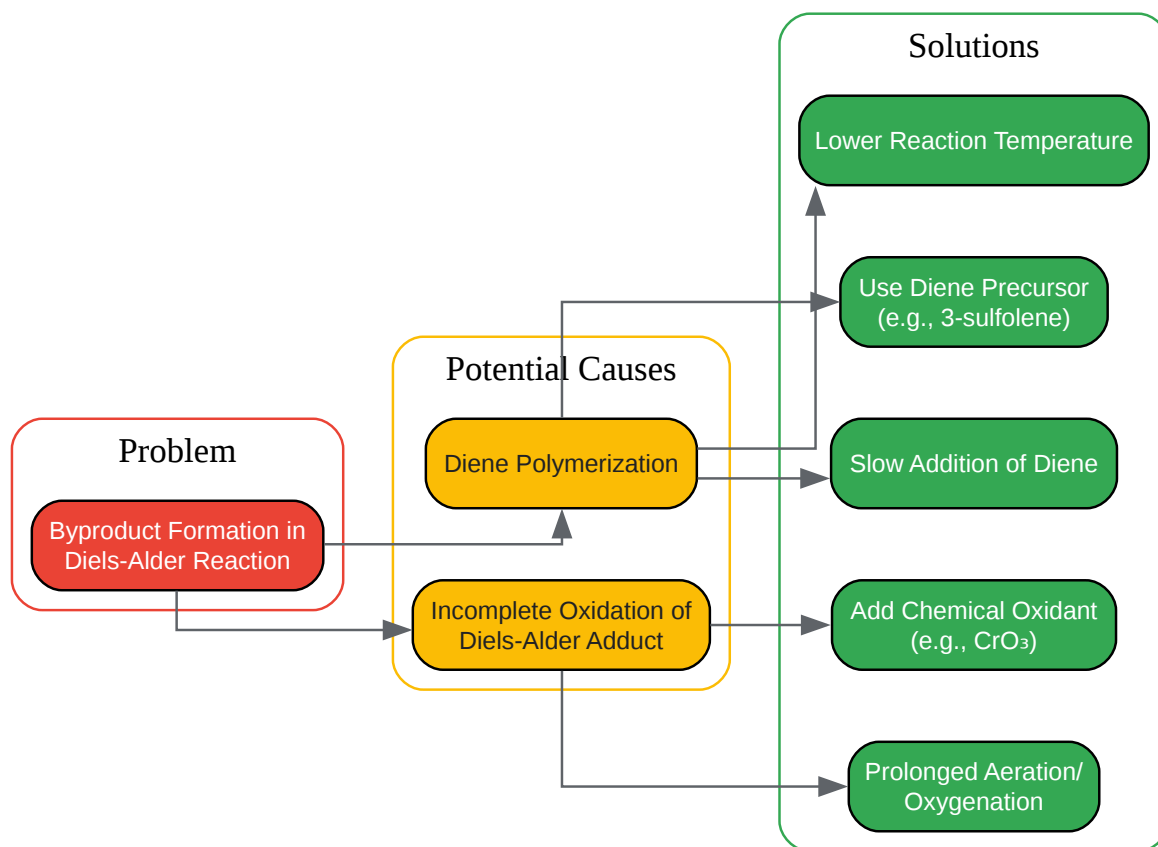 Problem
Byproduct Formation in
Diels-Alder Reaction
Potential Causes
Diene Polymerization
Incomplete Oxidation of
Diels-Alder Adduct
Solutions
Lower Reaction Temperature
Use Diene Precursor
(e.g., 3-sulfolene)
Slow Addition of Diene
Add Chemical Oxidant
(e.g., CrO₃)
Prolonged Aeration/
Oxygenation